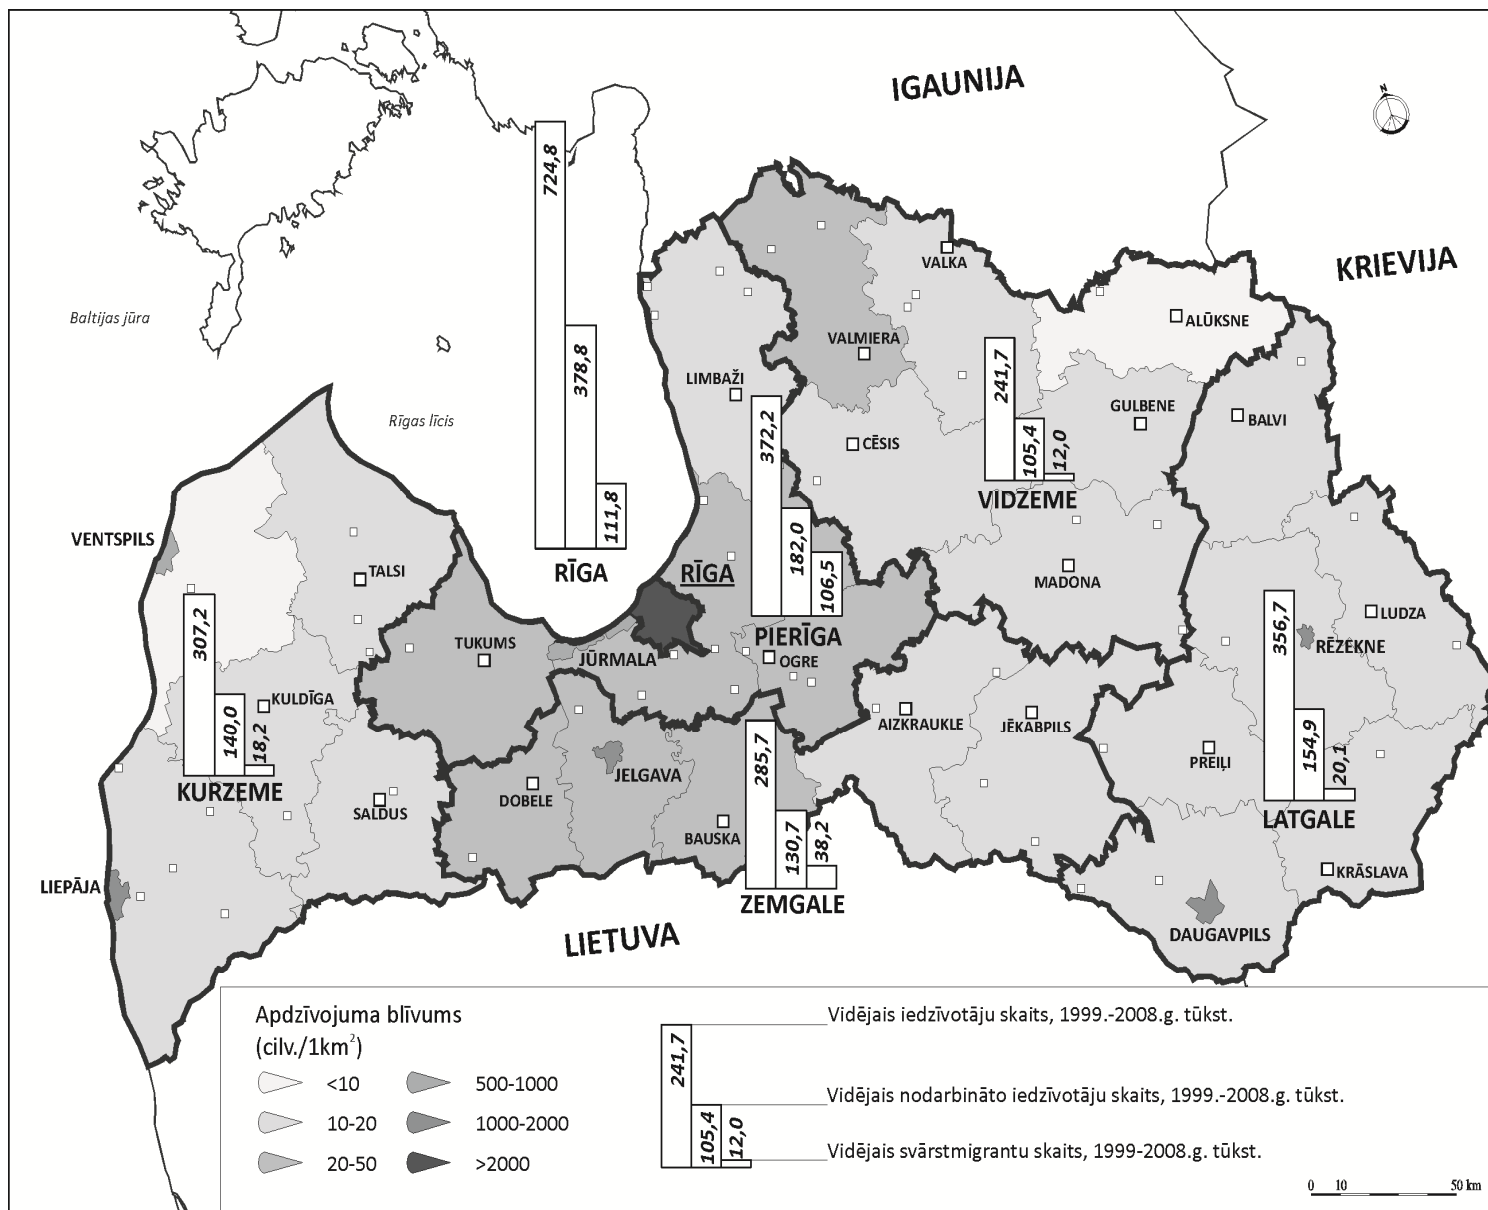 IGAUNIJA
N
KRIEVIJA
Baltijas jūra
Rīgas līcis
724,8
378,8
111,8
RĪGA
VALKA
ALŪKSNE
VALMIERA
LIMBAŽI
241,7
105,4
12,0
VIDZEME
GULBENE
BALVI
CĒSIS
372,2
182,0
106,5
PIERĪGA
RĪGA
VENTSPILS
TALSI
MADONA
LUDZA
307,2
140,0
18,2
KURZEME
TUKUMS
JŪRMALA
OGRE
RĒZEKNE
356,7
154,9
20,1
LATGALE
KULDĪGA
AIZKRAUKLE
JĒKABPILS
PREIĻI
285,7
130,7
38,2
ZEMGALE
JELGAVA
DOBELE
SALDUS
BAUSKA
KRĀSLAVA
LIEPĀJA
DAUGAVPILS
LIETUVA
Apdzīvojuma blīvums
(cilv./1km²)
<10
10-20
20-50
500-1000
1000-2000
>2000
241,7
105,4
12,0
Vidējais iedzīvotāju skaits, 1999.-2008.g. tūkst.
Vidējais nodarbināto iedzīvotāju skaits, 1999.-2008.g. tūkst.
Vidējais svārstmigrantu skaits, 1999-2008.g. tūkst.
0 10 50 km